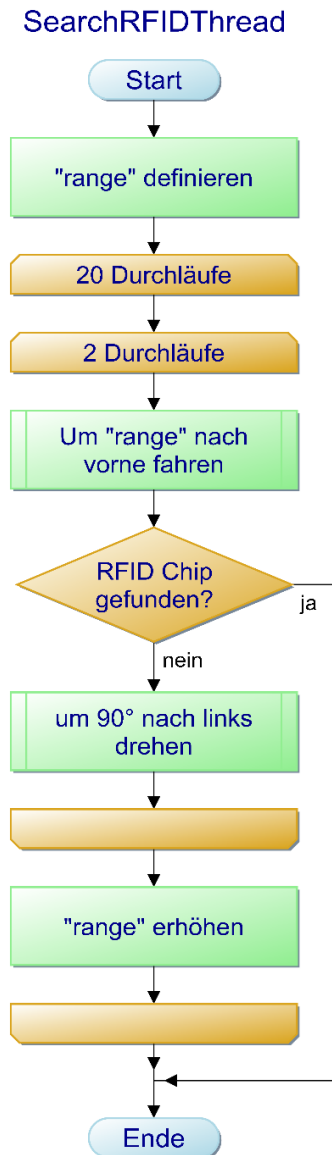 SearchRFIDThread
Start
"range" definieren
20 Durchläufe
2 Durchläufe
Um "range" nach
vorne fahren
RFID Chip
gefunden?
ja
nein
um 90° nach links
drehen
"range" erhöhen
Ende